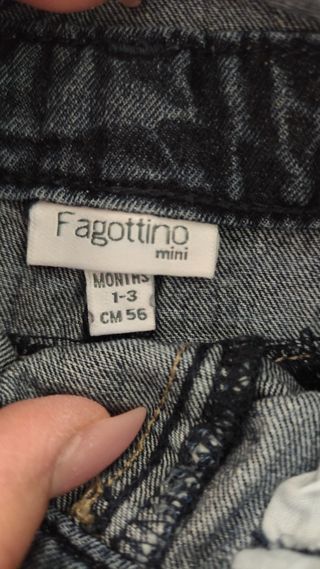 Fagottino
mini
MONTHS
1-3
CM 56